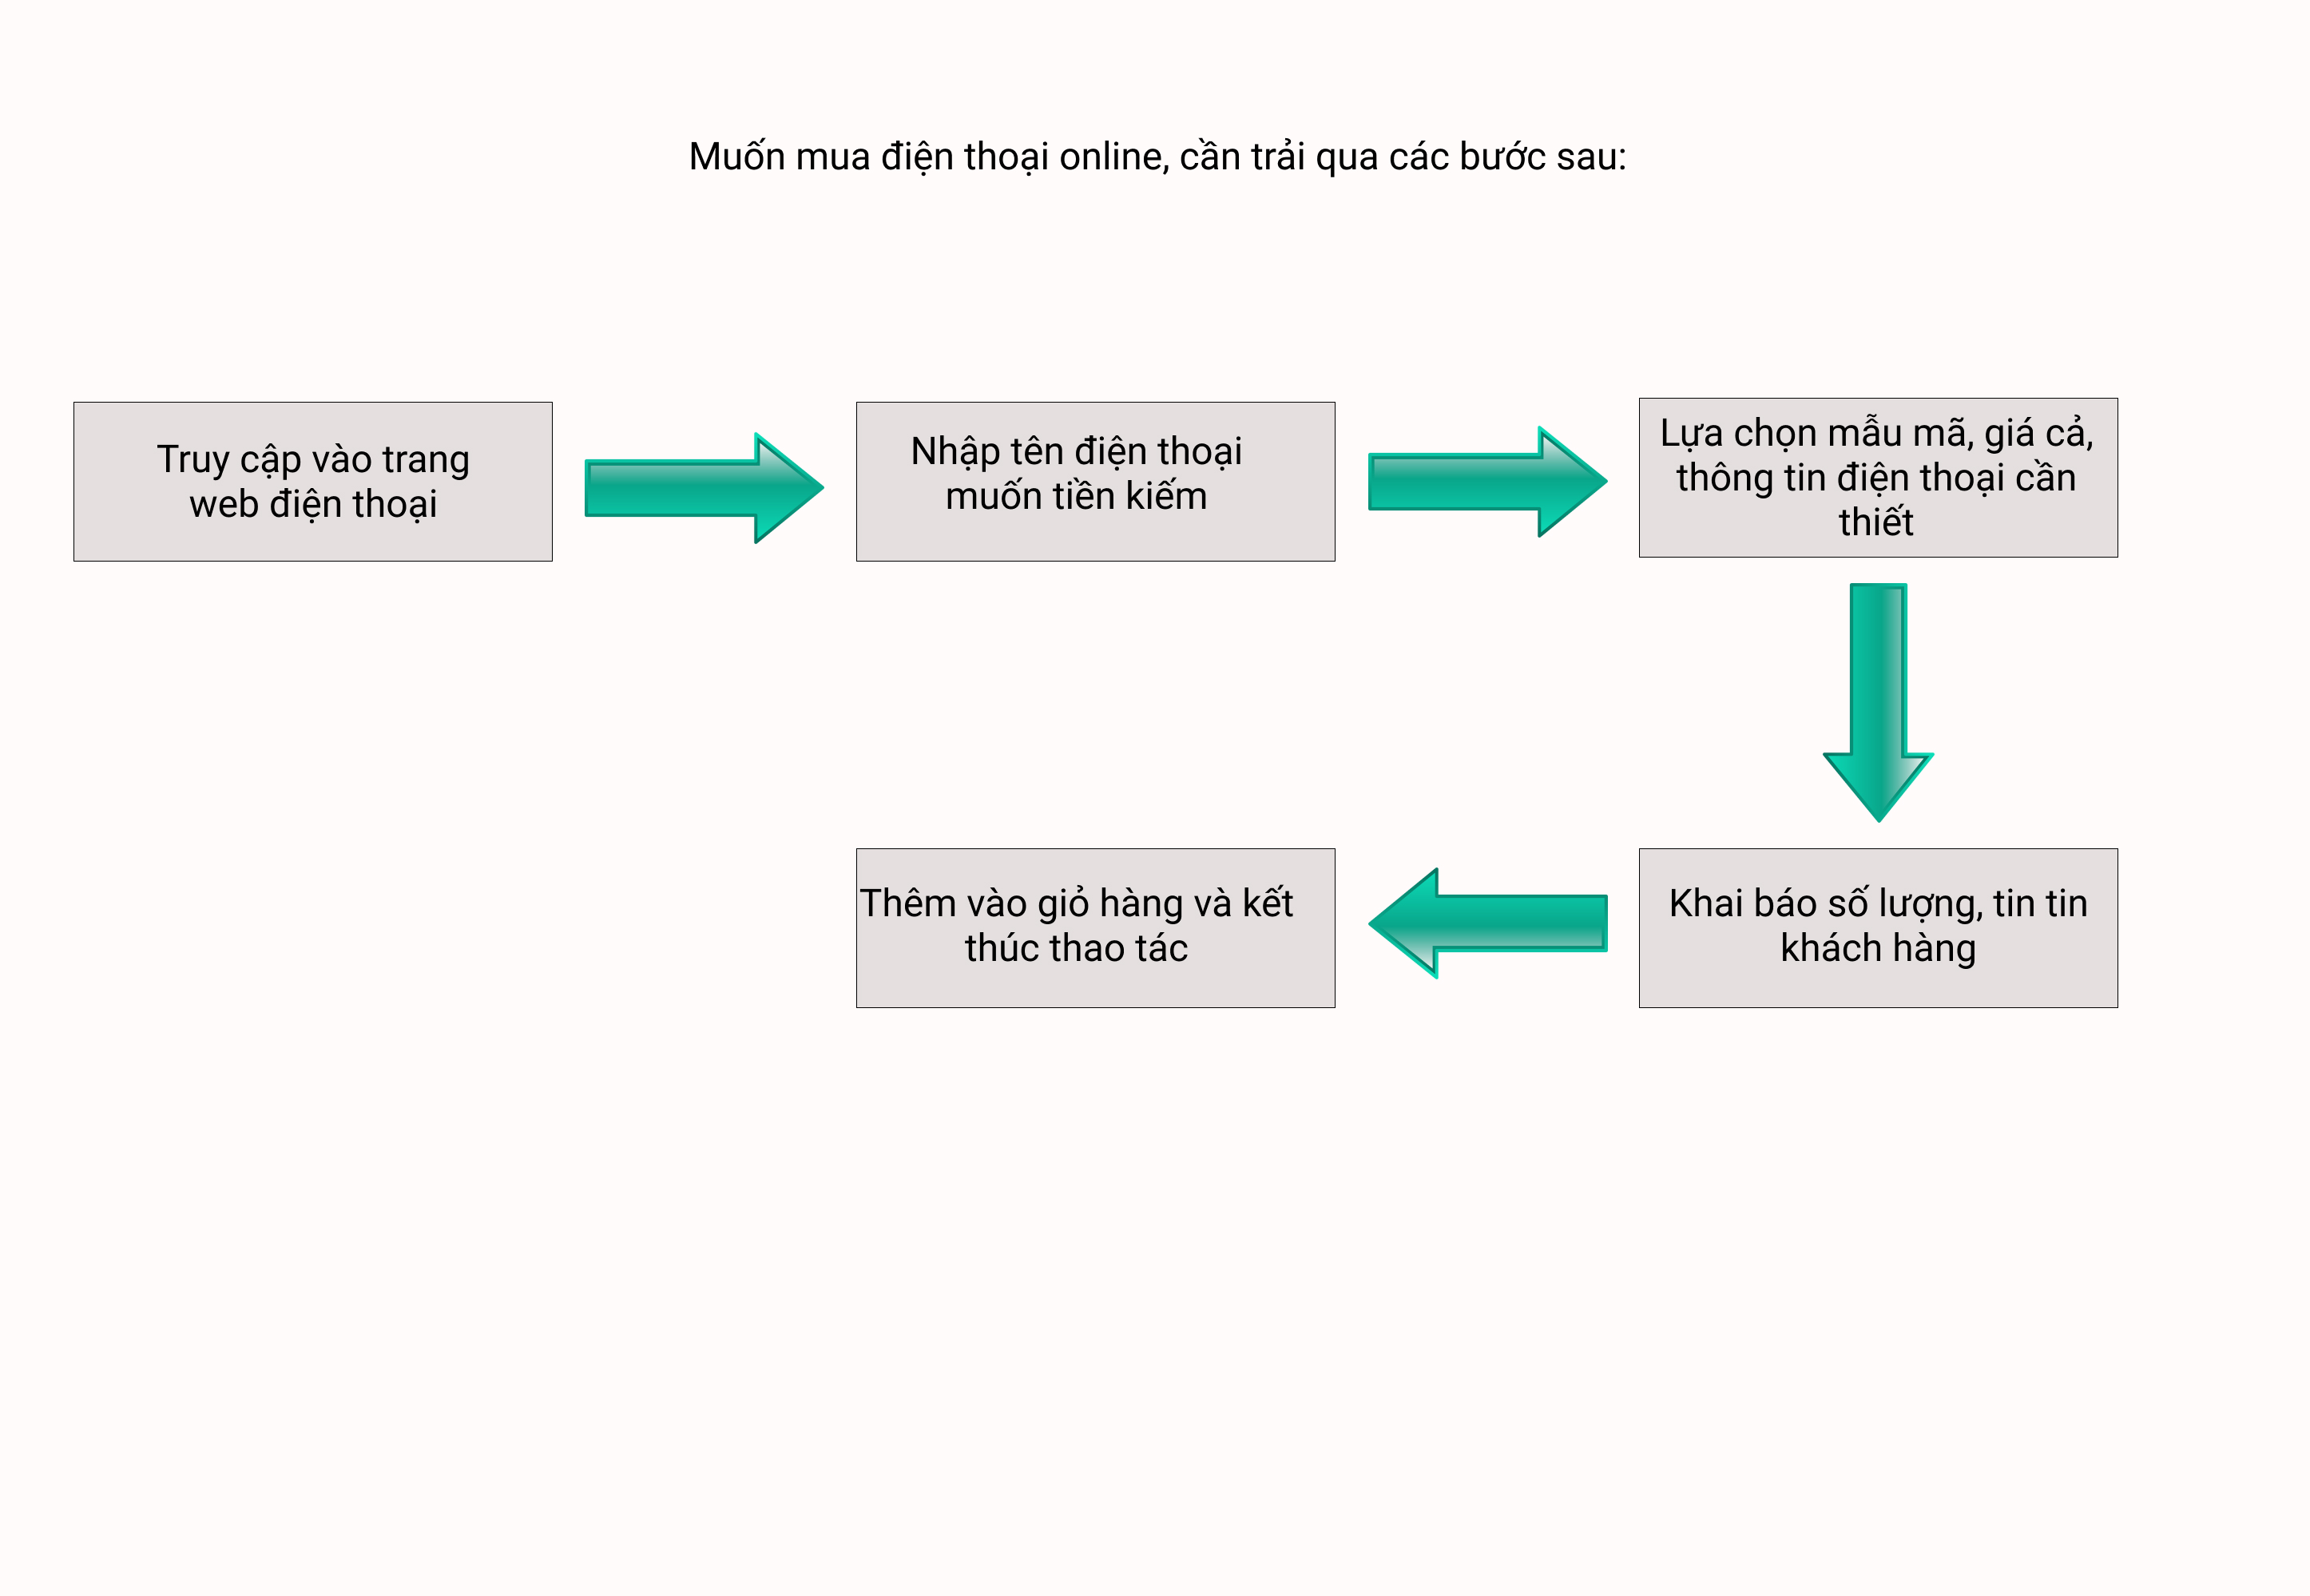 Muốn mua điện thoại online, cần trải qua các bước sau:
Truy cập vào trang
web điện thoại
Nhập tên điện thoại
muốn tiền kiếm
Lựa chọn mẫu mã, giá cả,
thông tin điện thoại cần
thiết
Khai báo số lượng, tin tin
khách hàng
Thêm vào giỏ hàng và kết
thúc thao tác